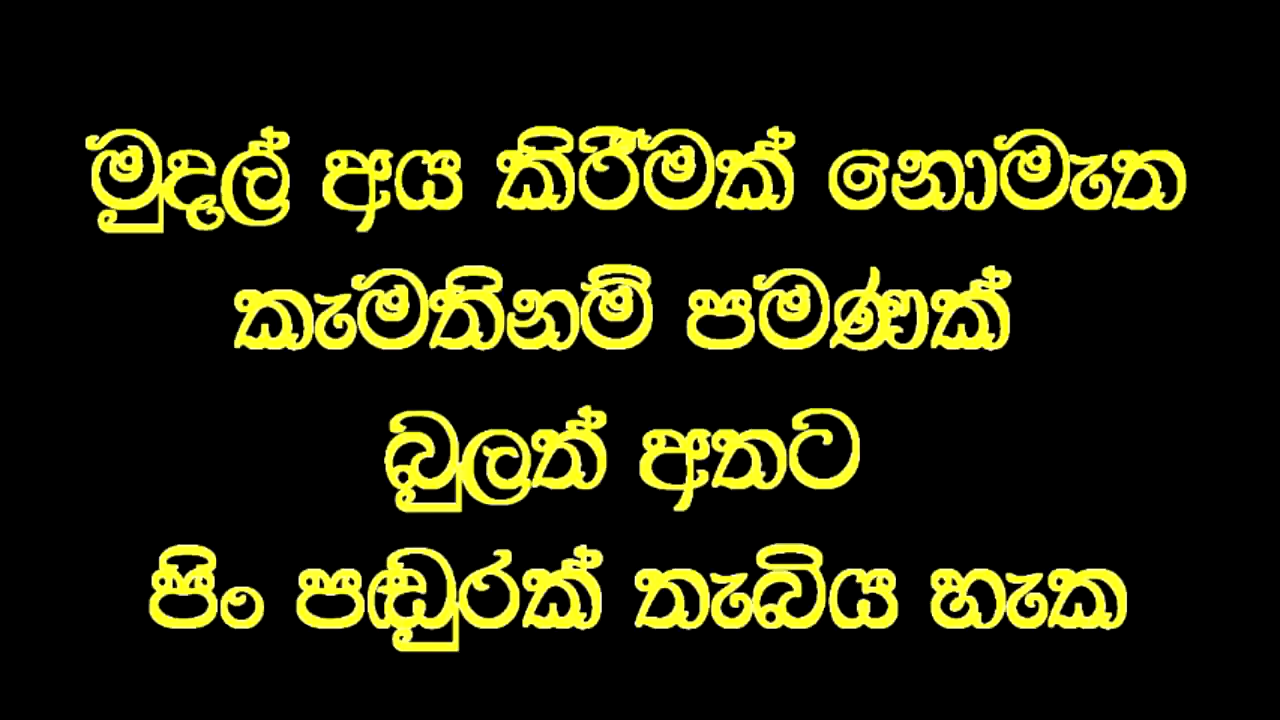 මුදල් අය කිරීමක් නොමැත
කැමතිනම් පමණක්
බුලත් අතට
පිං පඬුරක් තැබිය හැක